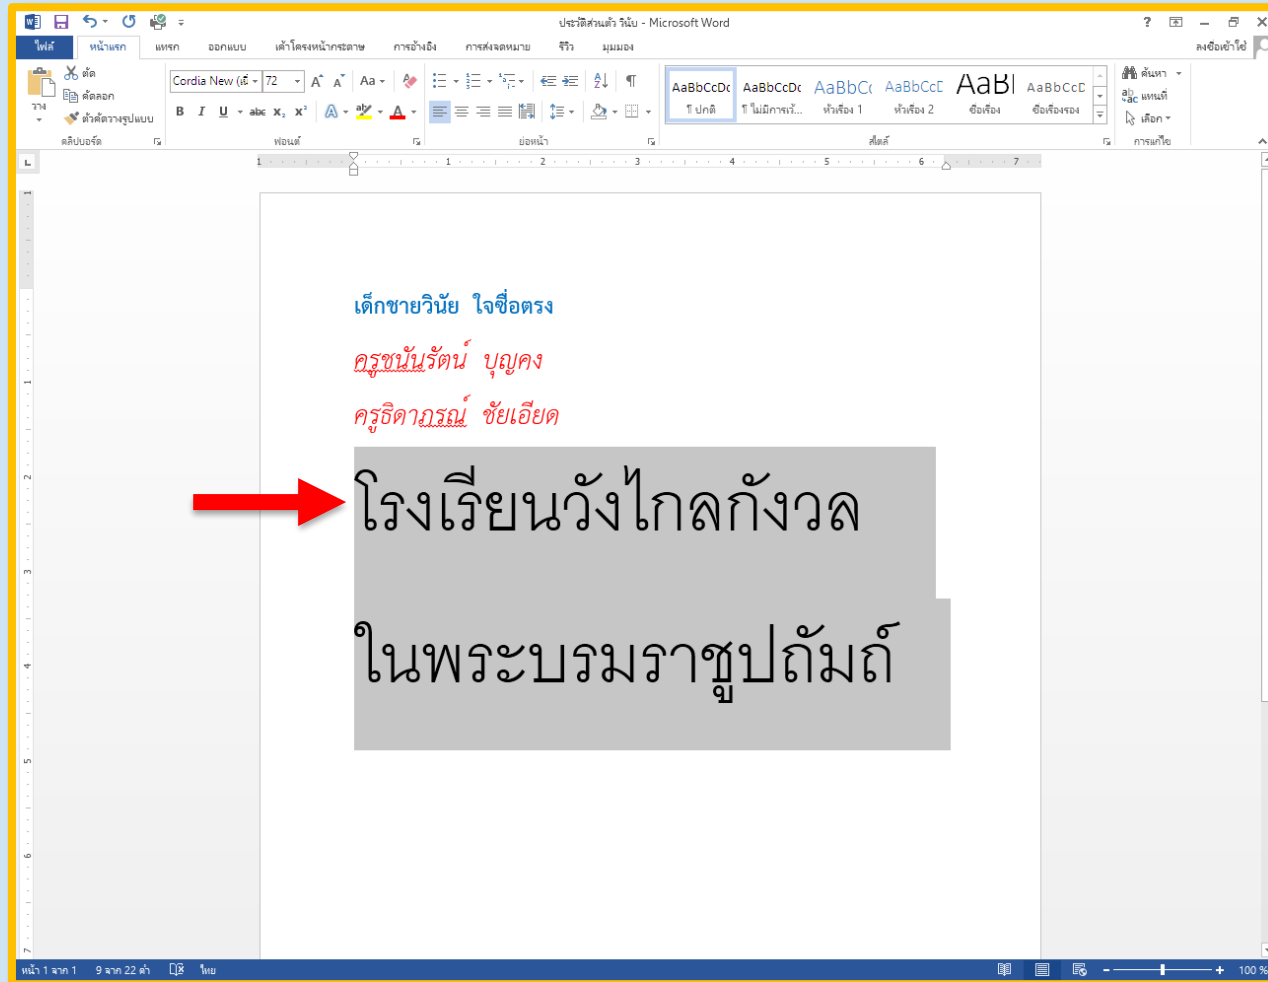 ประวัติส่วนตัว วินัย - Microsoft Word
ไฟล์ หน้าแรก แทรก ออกแบบ เค้าโครงหน้ากระดาษ การอ้างอิง การส่งจดหมาย รีวิว มุมมอง ลงชื่อเข้าใช้
วาง
ตัด
คัดลอก
ตัวคัดวางรูปแบบ
คลิปบอร์ด
Cordia New (เนื้ 72
ฟอนต์
ย่อหน้า
AaBbCcDc AaBbCcDc AaBbC AaBbCcC AaB AaBbCcC
¶ ปกติ ¶ ไม่มีการเว้... หัวเรื่อง 1 หัวเรื่อง 2 ชื่อเรื่อง ชื่อเรื่องรอง
สไตล์
ค้นหา
แทนที่
เลือก
การแก้ไข
1 1 2 3 4 5 6 7
เด็กชายวินัย ใจซื่อตรง
ครูชนันรัตน์ บุญคง
ครูธิดาภรณ์ ชัยเอียด
โรงเรียนวังไกลกังวล
ในพระบรมราชูปถัมถ์
หน้า 1 จาก 1 9 จาก 22 คำ ไทย 100 %